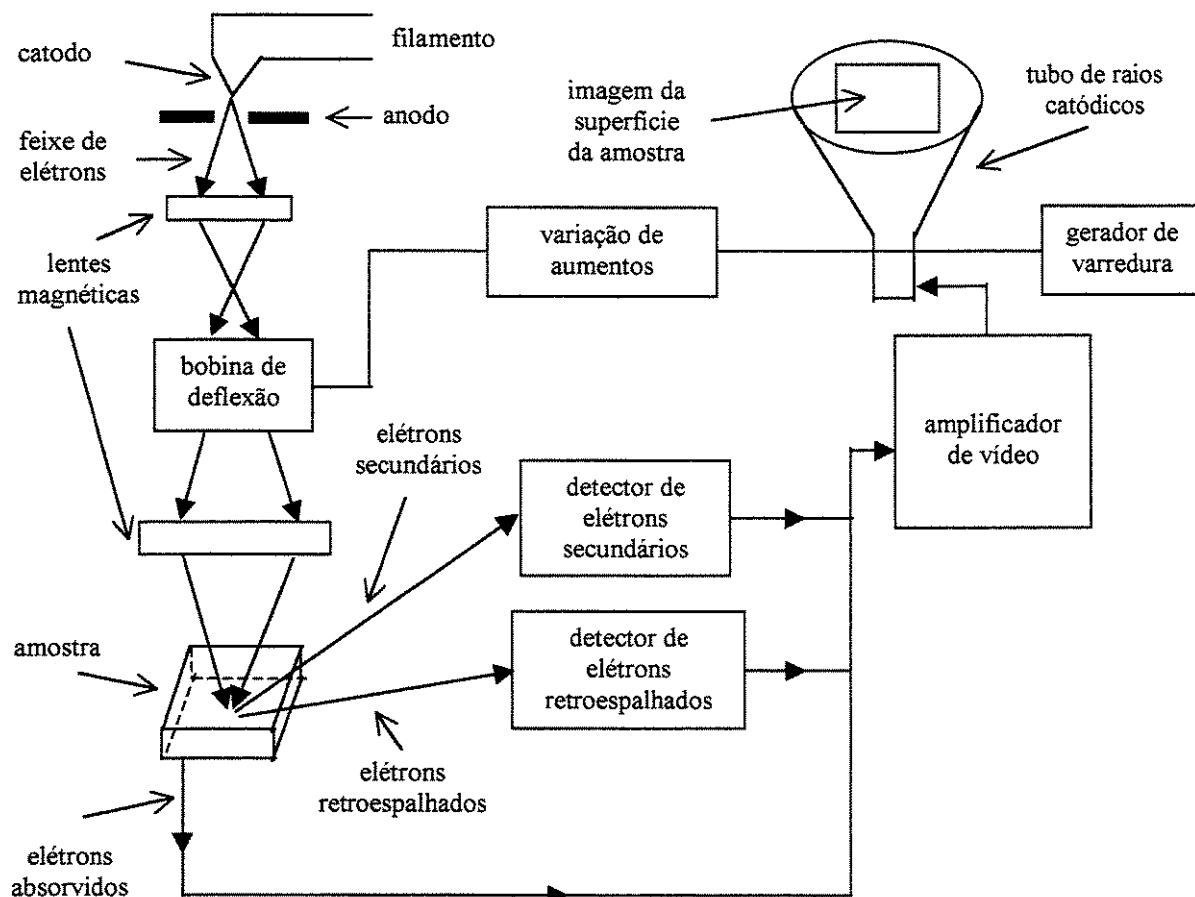 catodo
filamento
anodo
feixe de
elétrons
lentes
magnéticas
bobina de
deflexão
variação de
aumentos
imagem da
superfície
da amostra
tubo de raios
catódicos
gerador de
varredura
amplificador
de vídeo
elétrons
secundários
detector de
elétrons
secundários
amostra
detector de
elétrons
retroespalhados
elétrons
retroespalhados
elétrons
absorvidos